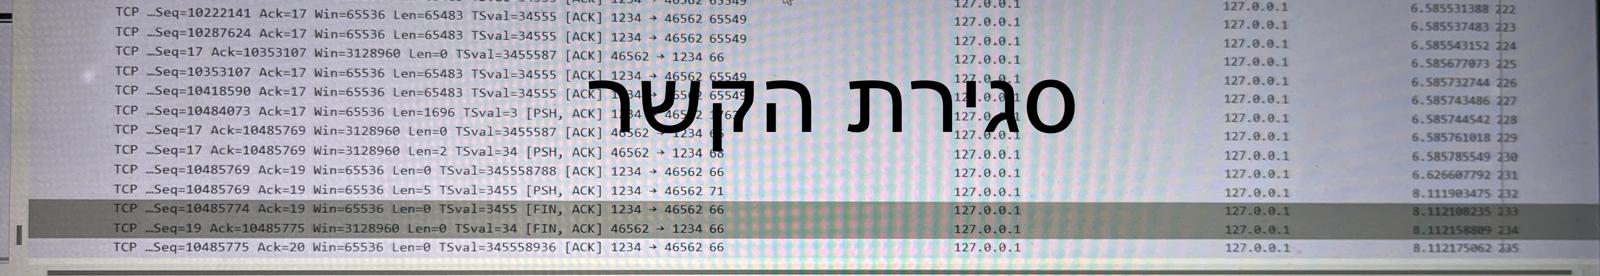 סגירת הקשר
TCP …Seq=10222141 Ack=17 Win=65536 Len=65483 TSval=34555 [ACK] 1234 → 46562 65549 127.0.0.1 127.0.0.1 6.585531388 222
TCP …Seq=10287624 Ack=17 Win=65536 Len=65483 TSval=34555 [ACK] 1234 → 46562 65549 127.0.0.1 127.0.0.1 6.585537483 223
TCP …Seq=17 Ack=10353107 Win=3128960 Len=0 TSval=3455587 [ACK] 46562 → 1234 66 127.0.0.1 127.0.0.1 6.585543152 224
TCP …Seq=10353107 Ack=17 Win=65536 Len=65483 TSval=34555 [ACK] 1234 → 46562 65549 127.0.0.1 127.0.0.1 6.585677073 225
TCP …Seq=10418590 Ack=17 Win=65536 Len=65483 TSval=34555 [ACK] 1234 → 46562 65549 127.0.0.1 127.0.0.1 6.585732744 226
TCP …Seq=10484073 Ack=17 Win=65536 Len=1696 TSval=3 [PSH, ACK] 1234 → 46562 1762 127.0.0.1 127.0.0.1 6.585743486 227
TCP …Seq=17 Ack=10485769 Win=3128960 Len=0 TSval=3455587 [ACK] 46562 → 1234 66 127.0.0.1 127.0.0.1 6.585744542 228
TCP …Seq=17 Ack=10485769 Win=3128960 Len=2 TSval=34 [PSH, ACK] 46562 → 1234 68 127.0.0.1 127.0.0.1 6.585761018 229
TCP …Seq=10485769 Ack=19 Win=65536 Len=0 TSval=345558788 [ACK] 1234 → 46562 66 127.0.0.1 127.0.0.1 6.585785549 230
TCP …Seq=10485769 Ack=19 Win=65536 Len=5 TSval=3455 [PSH, ACK] 1234 → 46562 71 127.0.0.1 127.0.0.1 6.626607792 231
TCP …Seq=10485774 Ack=19 Win=65536 Len=0 TSval=3455 [FIN, ACK] 1234 → 46562 66 127.0.0.1 127.0.0.1 8.111903475 232
TCP …Seq=19 Ack=10485775 Win=3128960 Len=0 TSval=34 [FIN, ACK] 46562 → 1234 66 127.0.0.1 127.0.0.1 8.112108235 233
TCP …Seq=10485775 Ack=20 Win=65536 Len=0 TSval=345558936 [ACK] 1234 → 46562 66 127.0.0.1 127.0.0.1 8.112158809 234
8.112175062 235